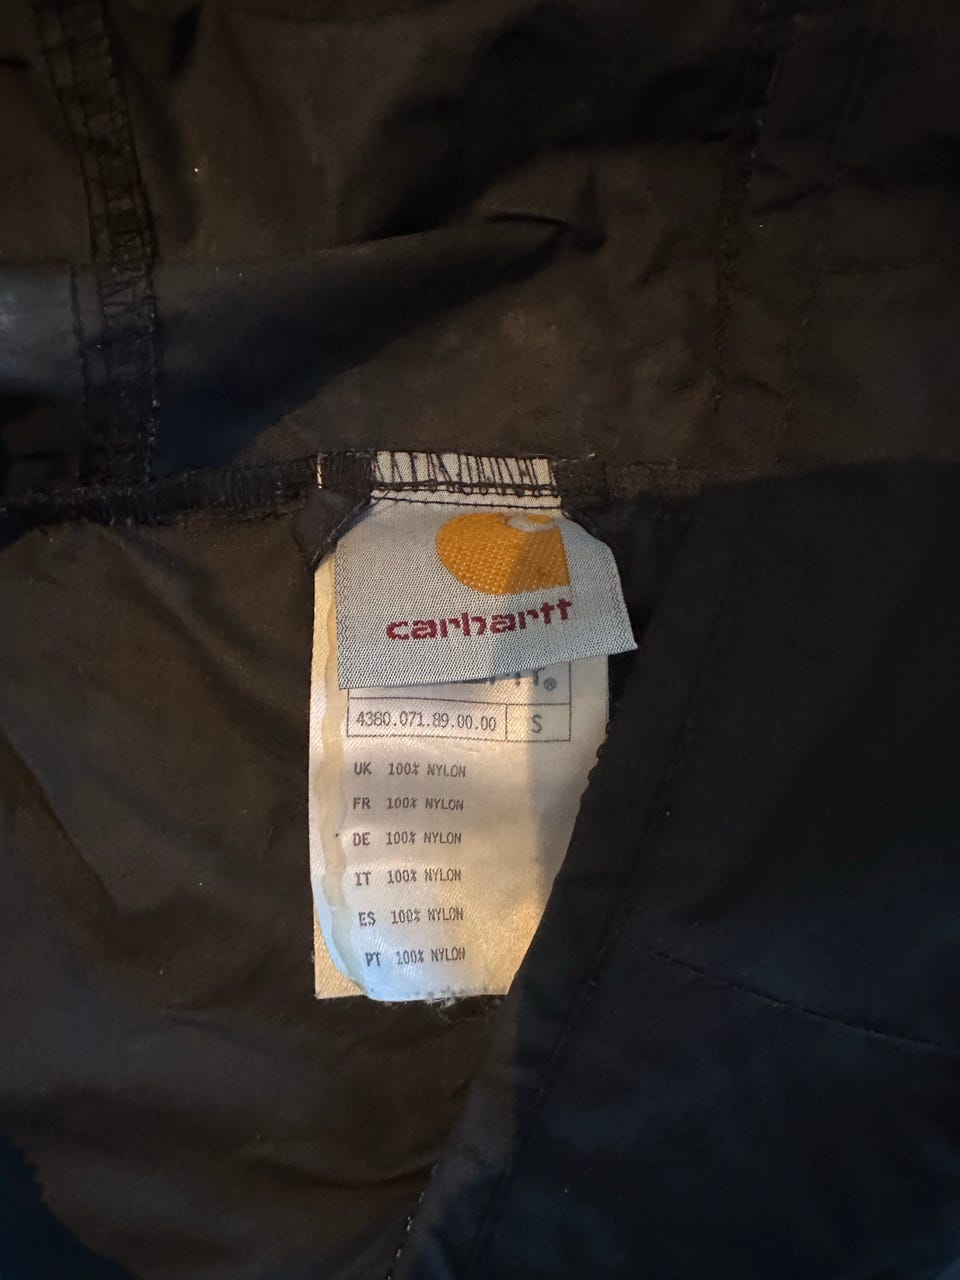 carhartt
4380.071.89.00.00 S
UK 100% NYLON
FR 100% NYLON
DE 100% NYLON
IT 100% NYLON
ES 100% NYLON
PT 100% NYLON